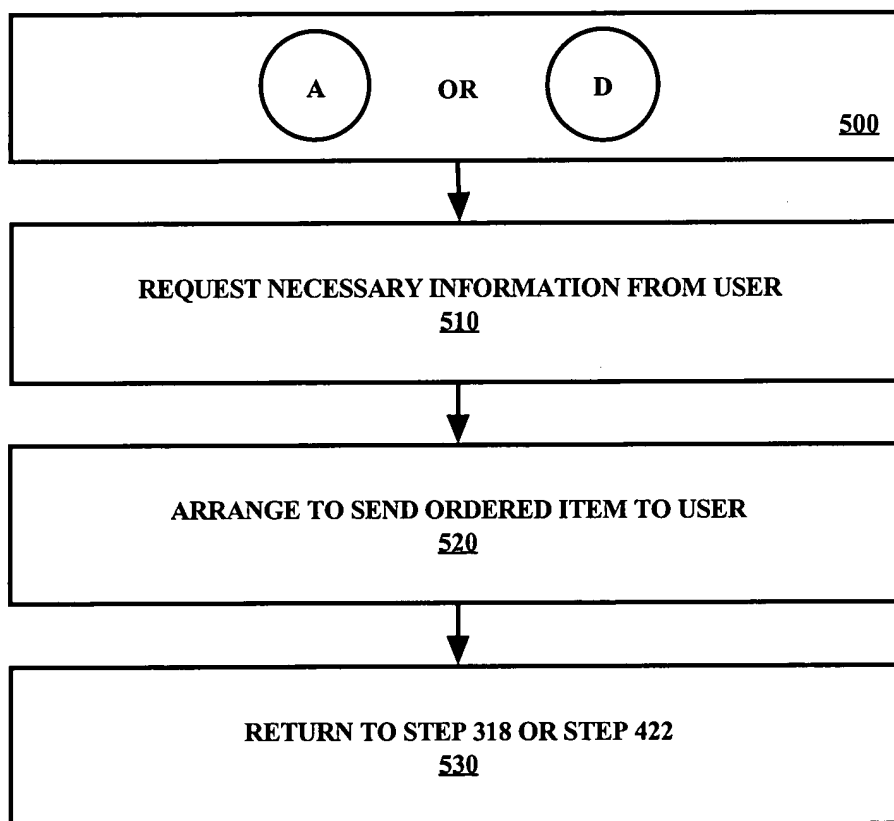 A OR D
500
REQUEST NECESSARY INFORMATION FROM USER
510
ARRANGE TO SEND ORDERED ITEM TO USER
520
RETURN TO STEP 318 OR STEP 422
530